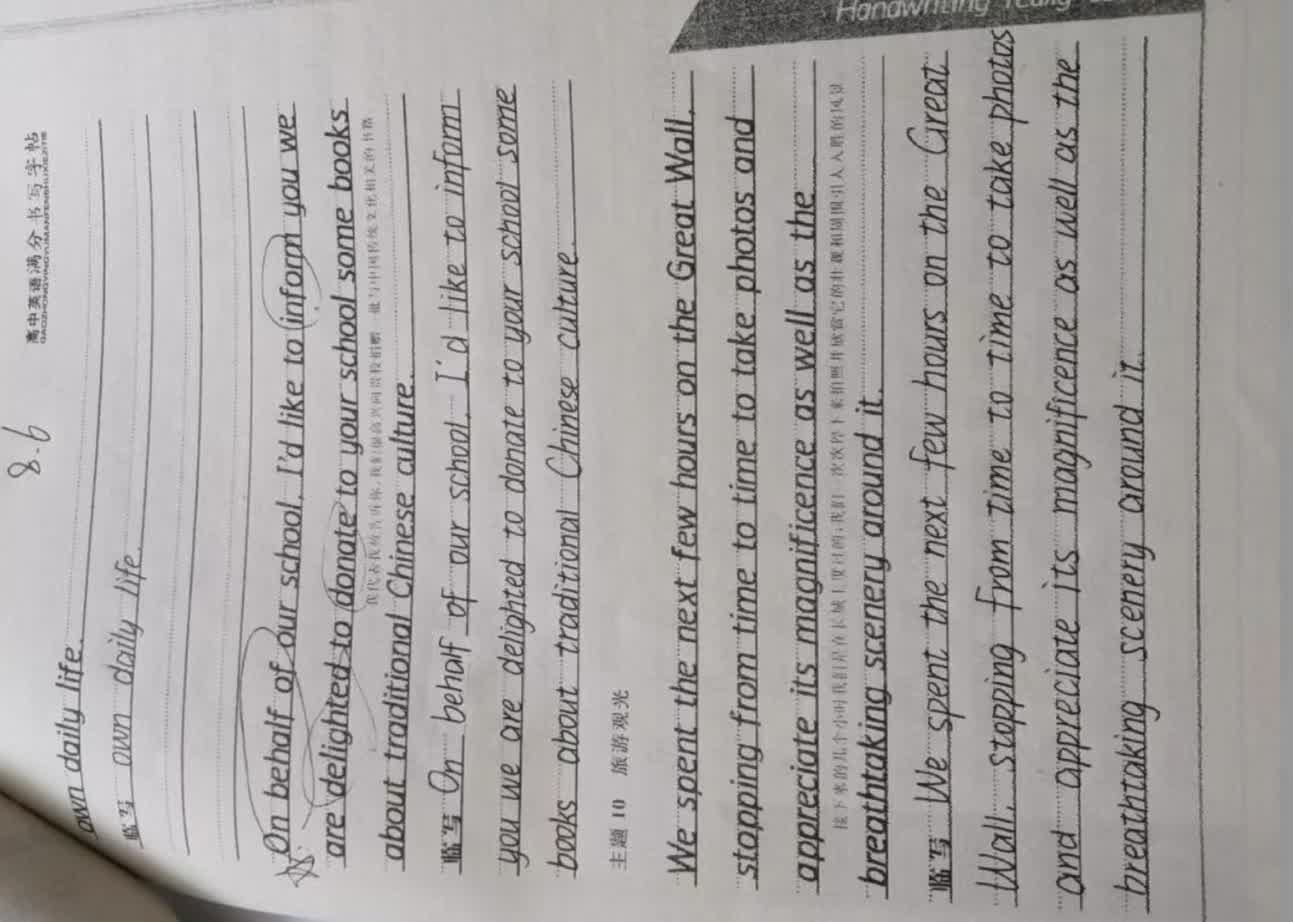 Handwriting
高中英语满分书写字帖
GAOZHONGYINGYUMANFENSHUXIEZITIE
8.6
own daily life.
临写 own daily life.
On behalf of our school, I'd like to inform you we
are delighted to donate to your school some books
我代表我校告诉你,我们很高兴向贵校捐赠一批与中国传统文化相关的书籍
about traditional Chinese culture.
临写 On behalf of our school, I'd like to inform
you we are delighted to donate to your school some
books about traditional Chinese culture.
主题 10 旅游观光
We spent the next few hours on the Great Wall,
stopping from time to time to take photos and
appreciate its magnificence as well as the
接下来的几个小时我们是在长城上度过的,我们一次次停下来拍照并欣赏它的壮观和周围引人入胜的风景
breathtaking scenery around it.
临写 We spent the next few hours on the Great
Wall, stopping from time to time to take photos
and appreciate its magnificence as well as the
breathtaking scenery around it.